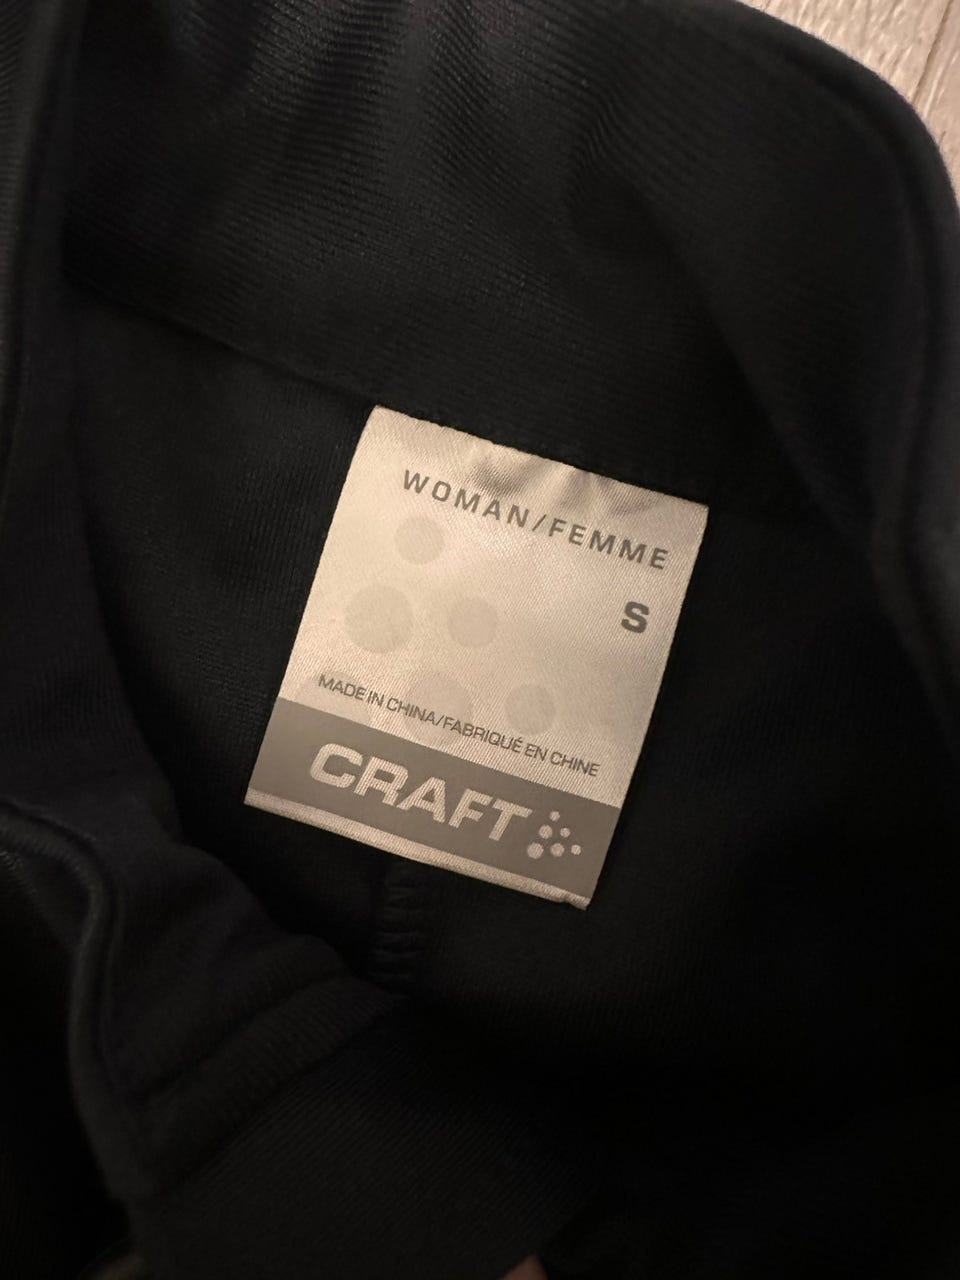 WOMAN/FEMME
S
MADE IN CHINA/FABRIQUÉ EN CHINE
CRAFT